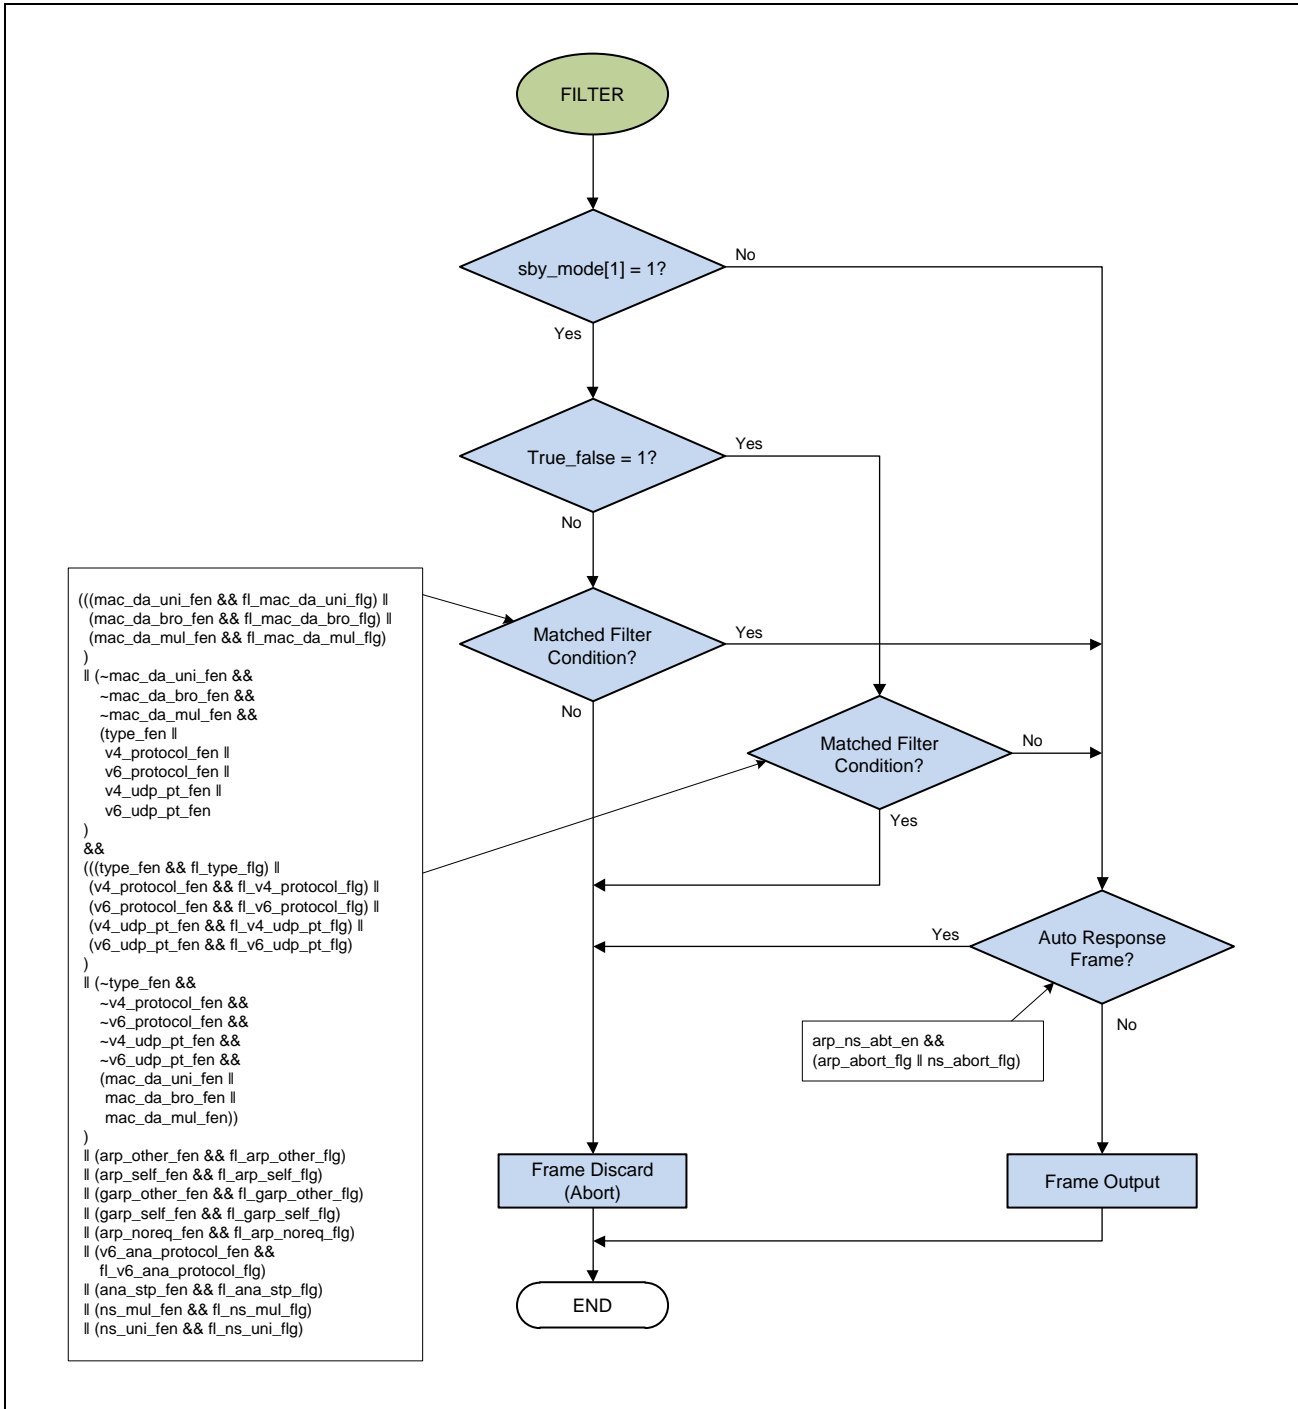 FILTER
sby_mode[1] = 1?
No
Yes
True_false = 1?
Yes
No
Matched Filter
Condition?
Yes
No
Matched Filter
Condition?
No
Yes
(((mac_da_uni_fen && fl_mac_da_uni_flg) ||
(mac_da_bro_fen && fl_mac_da_bro_flg) ||
(mac_da_mul_fen && fl_mac_da_mul_flg)
)
|| (~mac_da_uni_fen &&
~mac_da_bro_fen &&
~mac_da_mul_fen &&
(type_fen ||
v4_protocol_fen ||
v6_protocol_fen ||
v4_udp_pt_fen ||
v6_udp_pt_fen
)
&&
(((type_fen && fl_type_flg) ||
(v4_protocol_fen && fl_v4_protocol_flg) ||
(v6_protocol_fen && fl_v6_protocol_flg) ||
(v4_udp_pt_fen && fl_v4_udp_pt_flg) ||
(v6_udp_pt_fen && fl_v6_udp_pt_flg)
)
|| (~type_fen &&
~v4_protocol_fen &&
~v6_protocol_fen &&
~v4_udp_pt_fen &&
~v6_udp_pt_fen &&
(mac_da_uni_fen ||
mac_da_bro_fen ||
mac_da_mul_fen))
)
|| (arp_other_fen && fl_arp_other_flg)
|| (arp_self_fen && fl_arp_self_flg)
|| (garp_other_fen && fl_garp_other_flg)
|| (garp_self_fen && fl_garp_self_flg)
|| (arp_noreq_fen && fl_arp_noreq_flg)
|| (v6_ana_protocol_fen &&
fl_v6_ana_protocol_flg)
|| (ana_stp_fen && fl_ana_stp_flg)
|| (ns_mul_fen && fl_ns_mul_flg)
|| (ns_uni_fen && fl_ns_uni_flg)
Yes
Auto Response
Frame?
No
arp_ns_abt_en &&
(arp_abort_flg || ns_abort_flg)
Frame Discard
(Abort)
Frame Output
END